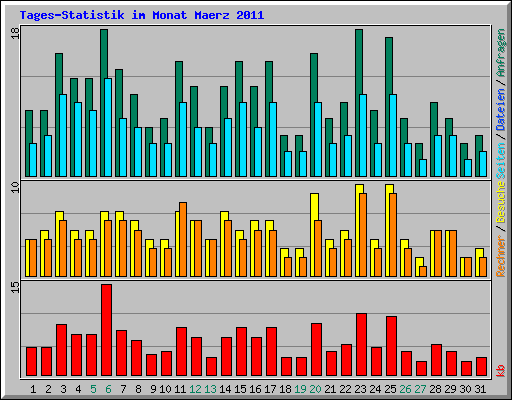 Tages-Statistik im Monat Maerz 2011
18
10
15
Rechner / Besuche Seiten / Dateien / Anfragen
kb
1 2 3 4 5 6 7 8 9 10 11 12 13 14 15 16 17 18 19 20 21 22 23 24 25 26 27 28 29 30 31